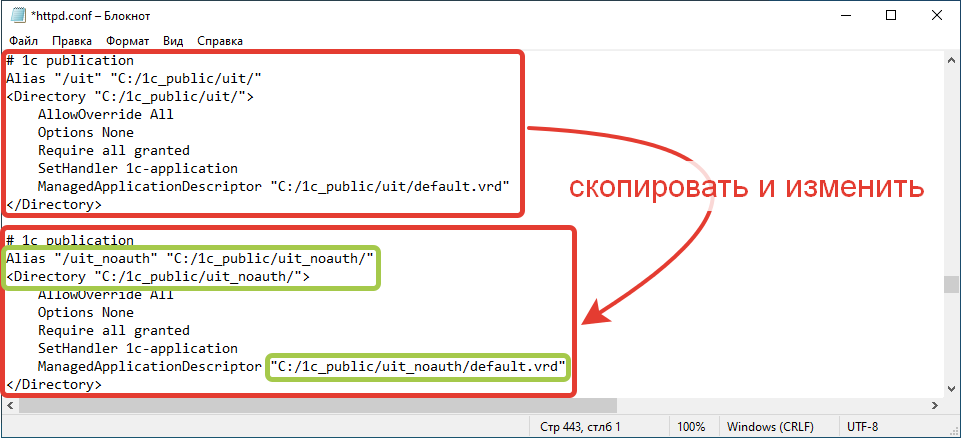 *httpd.conf – Блокнот
Файл Правка Формат Вид Справка
# 1c publication
Alias "/uit" "C:/1c_public/uit/"
<Directory "C:/1c_public/uit/">
    AllowOverride All
    Options None
    Require all granted
    SetHandler 1c-application
    ManagedApplicationDescriptor "C:/1c_public/uit/default.vrd"
</Directory>
скопировать и изменить
# 1c publication
Alias "/uit_noauth" "C:/1c_public/uit_noauth/"
<Directory "C:/1c_public/uit_noauth/">
    AllowOverride All
    Options None
    Require all granted
    SetHandler 1c-application
    ManagedApplicationDescriptor "C:/1c_public/uit_noauth/default.vrd"
</Directory>
Стр 443, стлб 1 100% Windows (CRLF) UTF-8